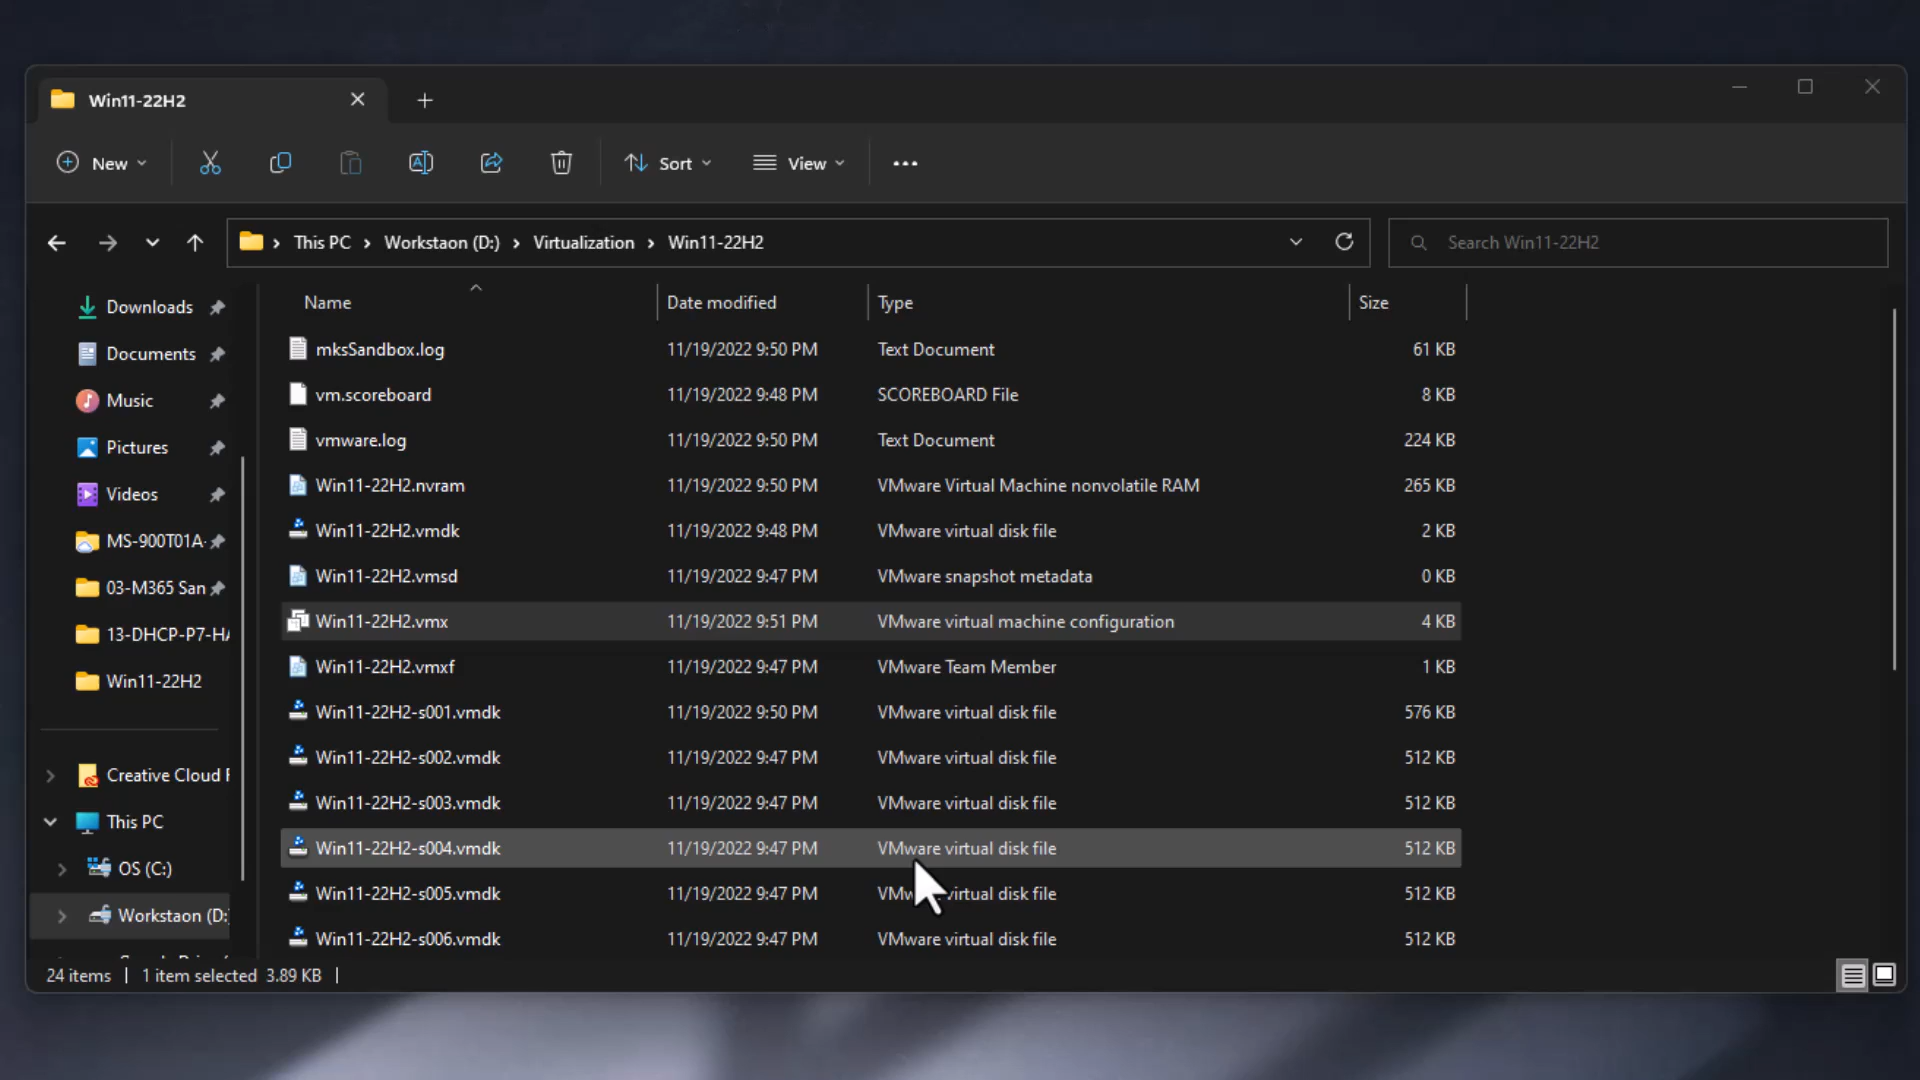 Win11-22H2
New
Sort
View
This PC
Workstaon (D:)
Virtualization
Win11-22H2
Search Win11-22H2
Downloads
Documents
Music
Pictures
Videos
MS-900T01A-
03-M365 San
13-DHCP-P7-HA
Win11-22H2
Creative Cloud F
This PC
OS (C:)
Workstaon (D:)
Name Date modified Type Size
mksSandbox.log 11/19/2022 9:50 PM Text Document 61 KB
vm.scoreboard 11/19/2022 9:48 PM SCOREBOARD File 8 KB
vmware.log 11/19/2022 9:50 PM Text Document 224 KB
Win11-22H2.nvram 11/19/2022 9:50 PM VMware Virtual Machine nonvolatile RAM 265 KB
Win11-22H2.vmdk 11/19/2022 9:48 PM VMware virtual disk file 2 KB
Win11-22H2.vmsd 11/19/2022 9:47 PM VMware snapshot metadata 0 KB
Win11-22H2.vmx 11/19/2022 9:51 PM VMware virtual machine configuration 4 KB
Win11-22H2.vmxf 11/19/2022 9:47 PM VMware Team Member 1 KB
Win11-22H2-s001.vmdk 11/19/2022 9:50 PM VMware virtual disk file 576 KB
Win11-22H2-s002.vmdk 11/19/2022 9:47 PM VMware virtual disk file 512 KB
Win11-22H2-s003.vmdk 11/19/2022 9:47 PM VMware virtual disk file 512 KB
Win11-22H2-s004.vmdk 11/19/2022 9:47 PM VMware virtual disk file 512 KB
Win11-22H2-s005.vmdk 11/19/2022 9:47 PM VMw virtual disk file 512 KB
Win11-22H2-s006.vmdk 11/19/2022 9:47 PM VMware virtual disk file 512 KB
24 items | 1 item selected 3.89 KB |